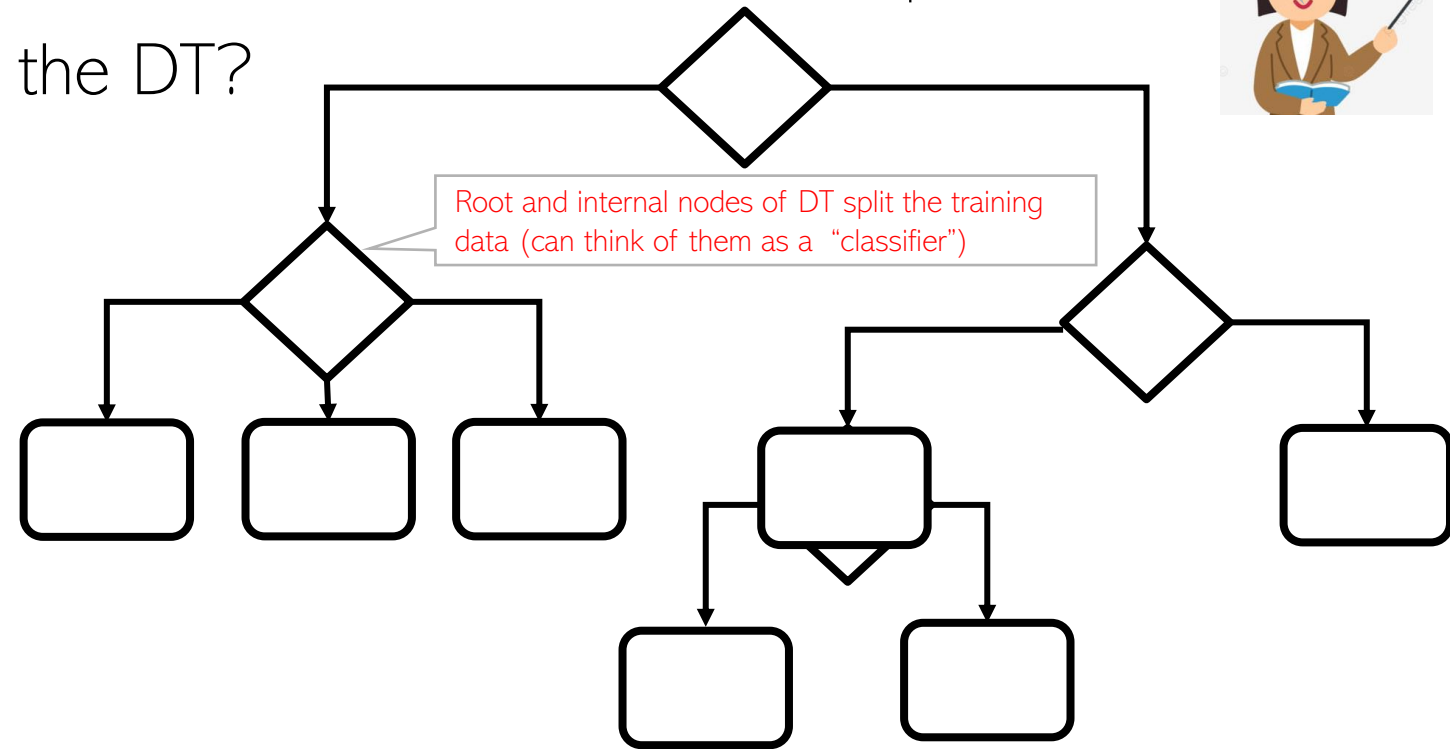 the DT?
Root and internal nodes of DT split the training
data (can think of them as a “classifier”)